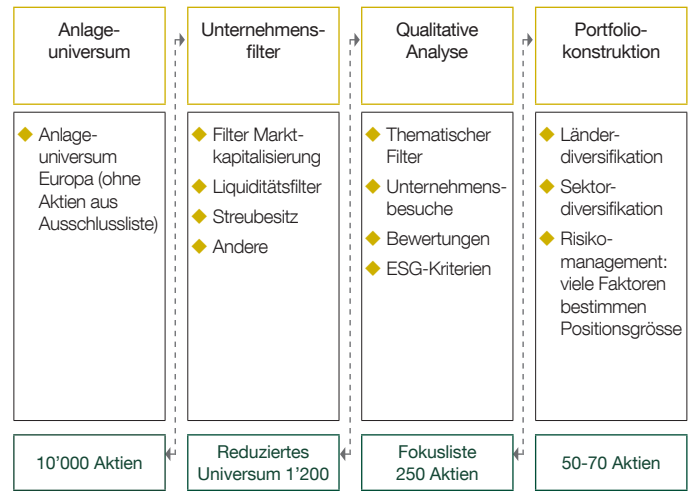 Anlage-
universum
Unternehmens-
filter
Qualitative
Analyse
Portfolio-
konstruktion
Anlage-
universum
Europa (ohne
Aktien aus
Ausschlussliste)
Filter Markt-
kapitalisierung
Liquiditätsfilter
Streubesitz
Andere
Thematischer
Filter
Unternehmens-
besuche
Bewertungen
ESG-Kriterien
Länder-
diversifikation
Sektor-
diversifikation
Risiko-
management:
viele Faktoren
bestimmen
Positionsgrösse
10’000 Aktien
Reduziertes
Universum 1’200
Fokusliste
250 Aktien
50-70 Aktien